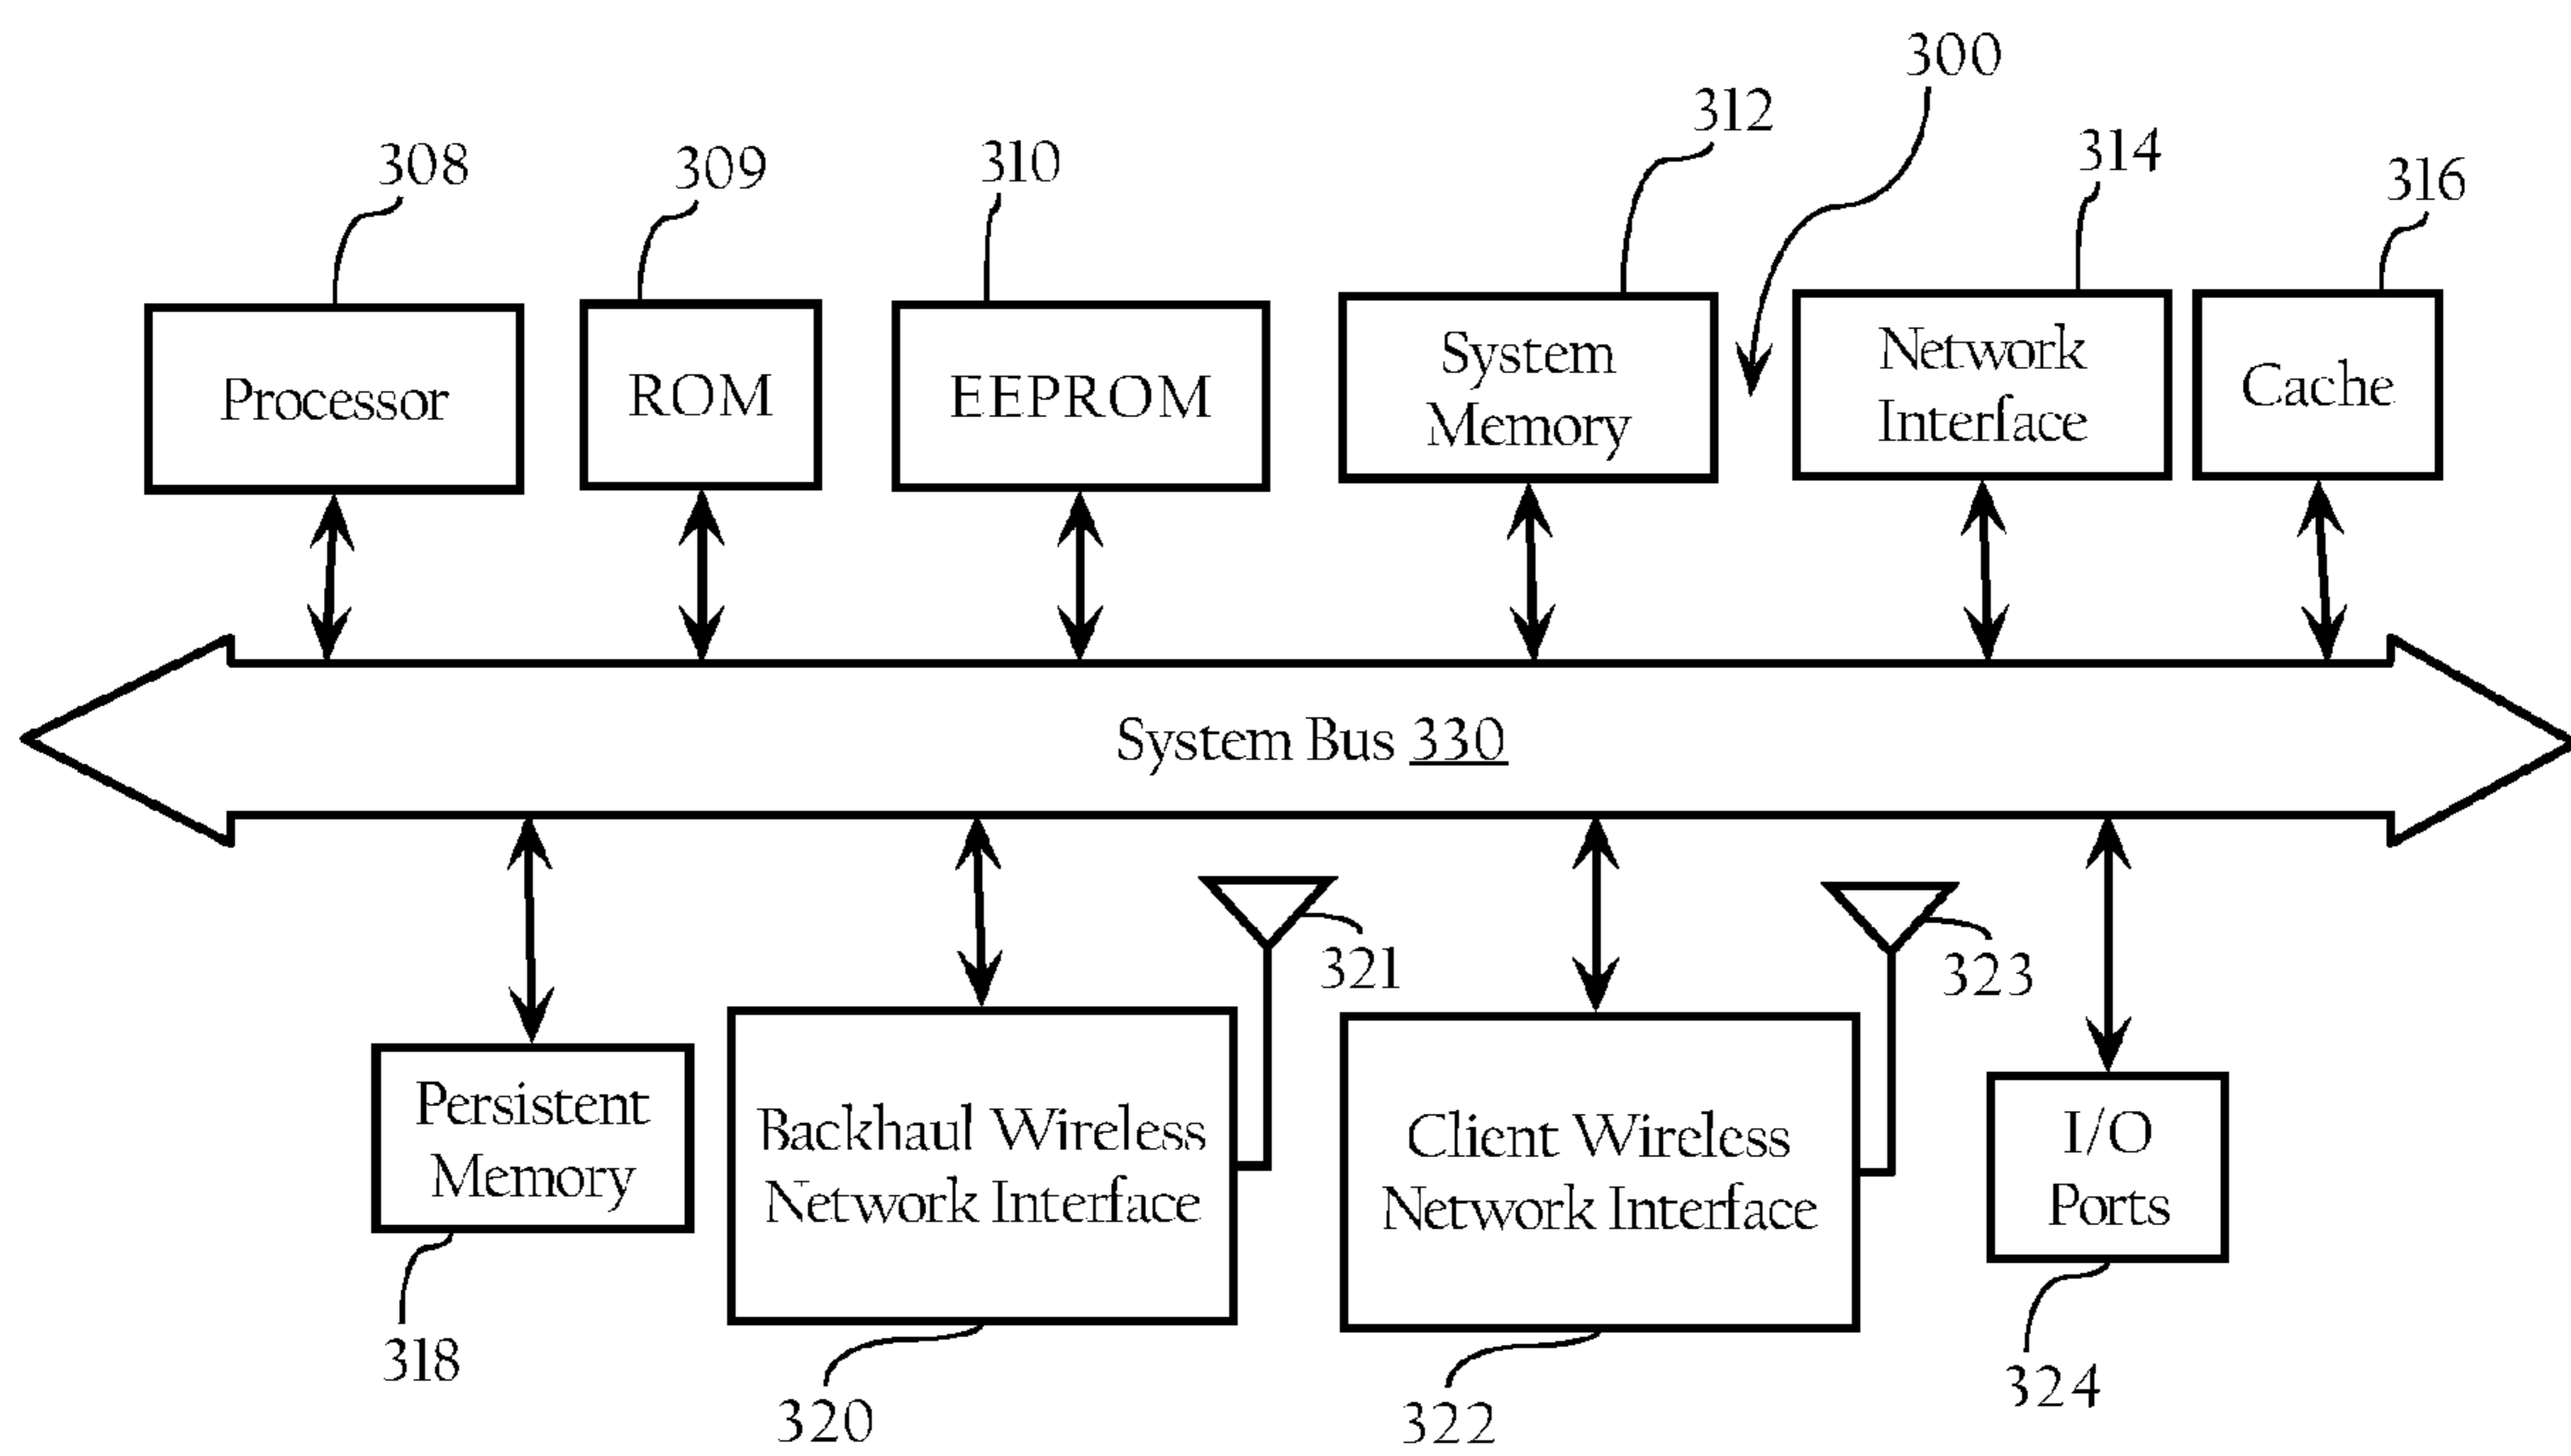 300
312
308
309
310
314
316
Processor
ROM
EEPROM
System
Memory
Network
Interface
Cache
System Bus 330
321
323
Persistent
Memory
Backhaul Wireless
Network Interface
Client Wireless
Network Interface
I/O
Ports
318
320
322
324